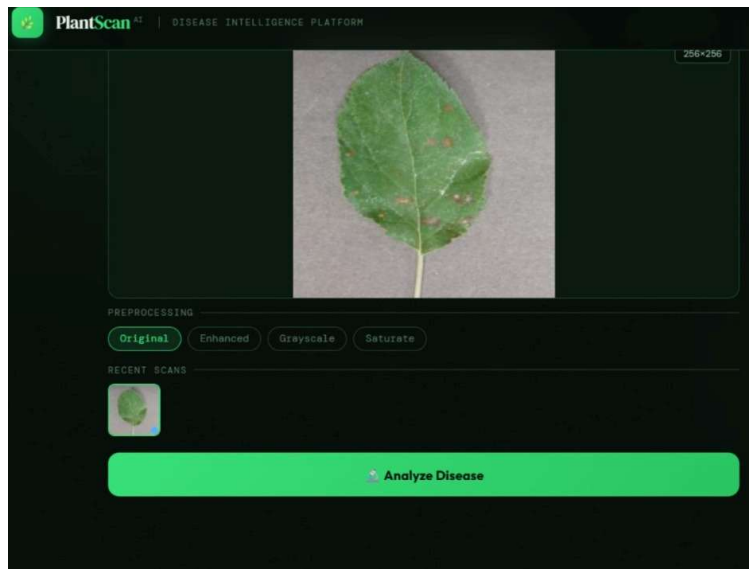 PlantScan AI | DISEASE INTELLIGENCE PLATFORM
256×256
PREPROCESSING
Original Enhanced Grayscale Saturate
RECENT SCANS
Analyze Disease